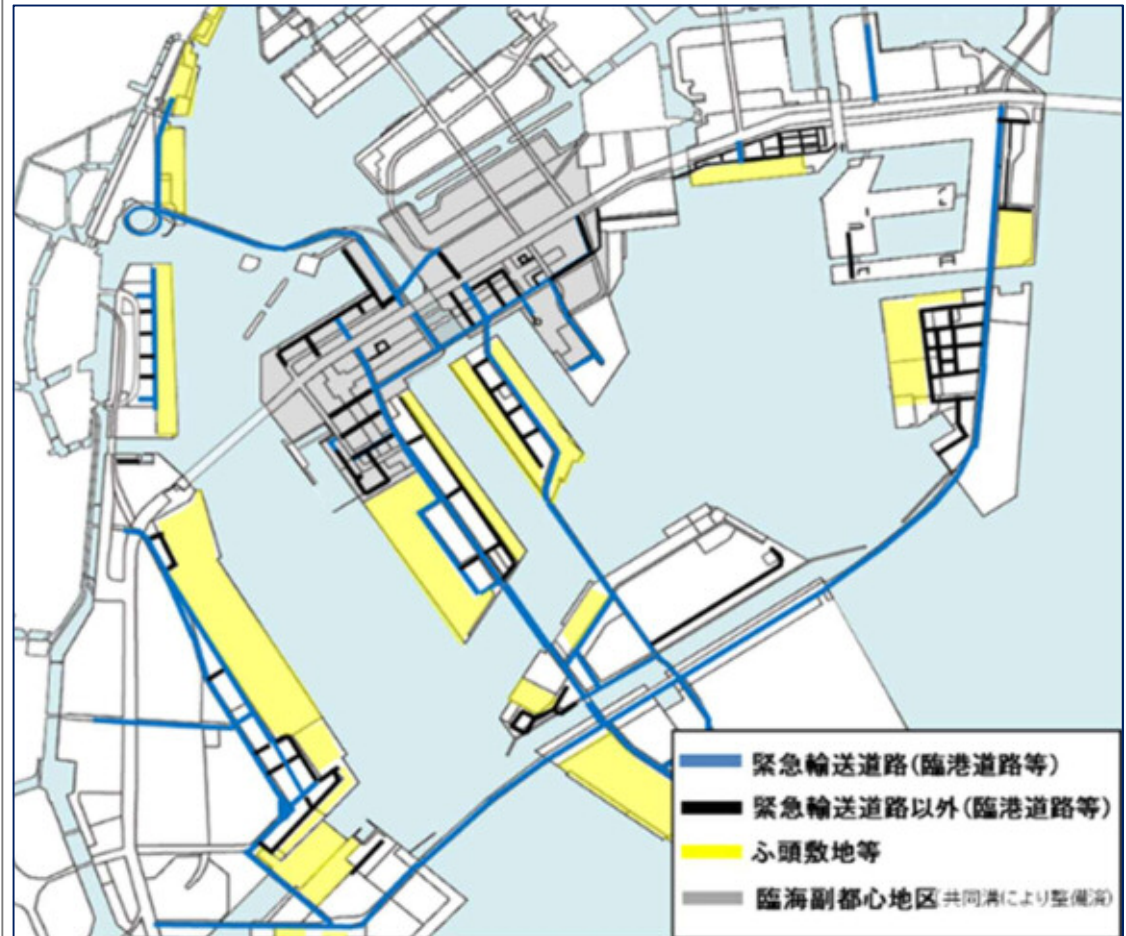 緊急輸送道路(臨港道路等)
緊急輸送道路以外(臨港道路等)
ふ頭敷地等
臨海副都心地区(共同溝により整備済)